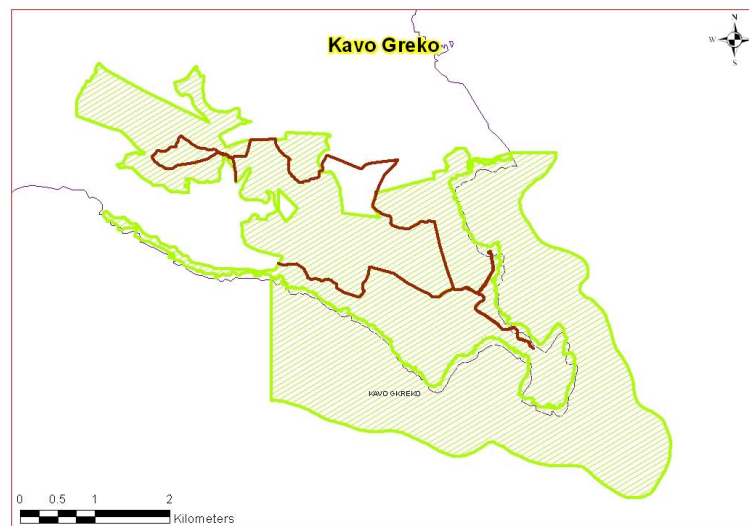 Kavo Greko
N
W
S
KAVO GKREKO
0 0.5 1 2
Kilometers